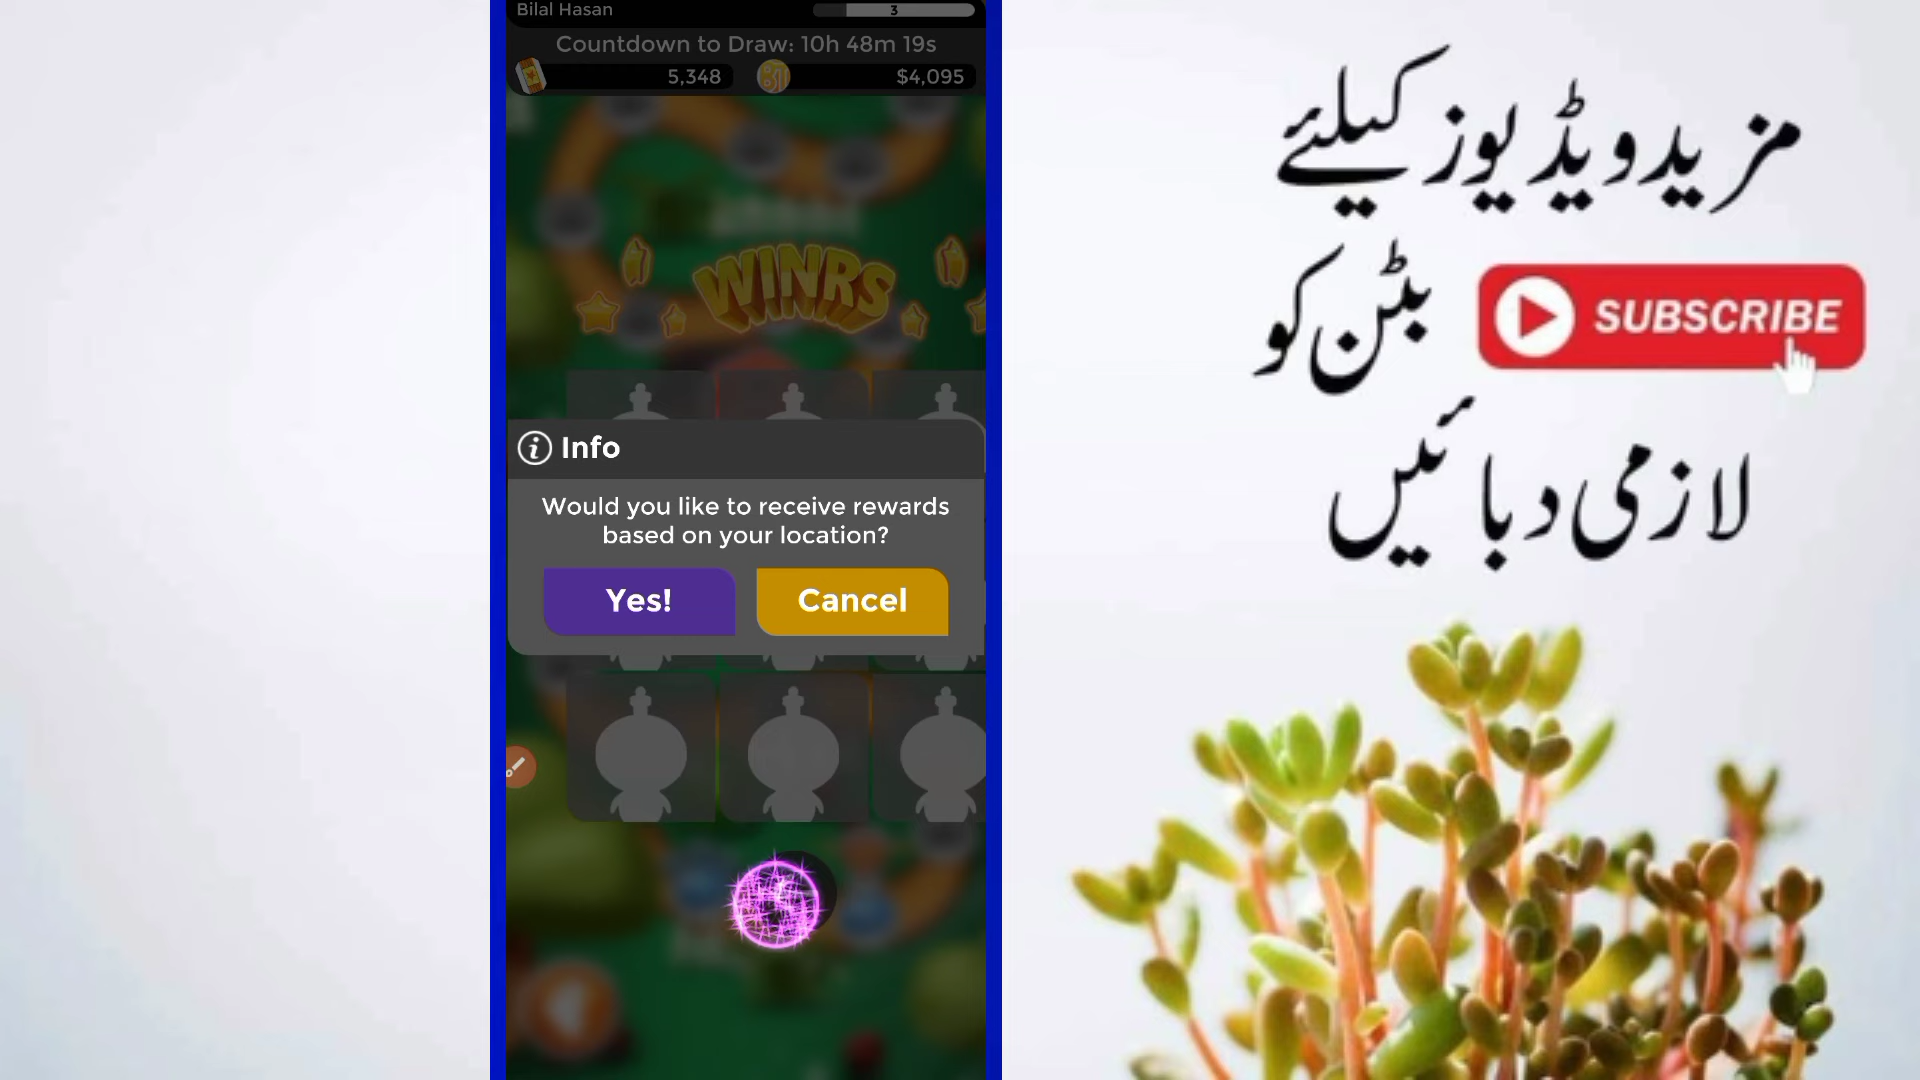 Bilal Hasan
3
Countdown to Draw: 10h 48m 19s
5,348
$4,095
WINRS
Info
Would you like to receive rewards
based on your location?
Yes!
Cancel
مزید ویڈیوز کیلئے
SUBSCRIBE بٹن کو
لازمی دبائیں